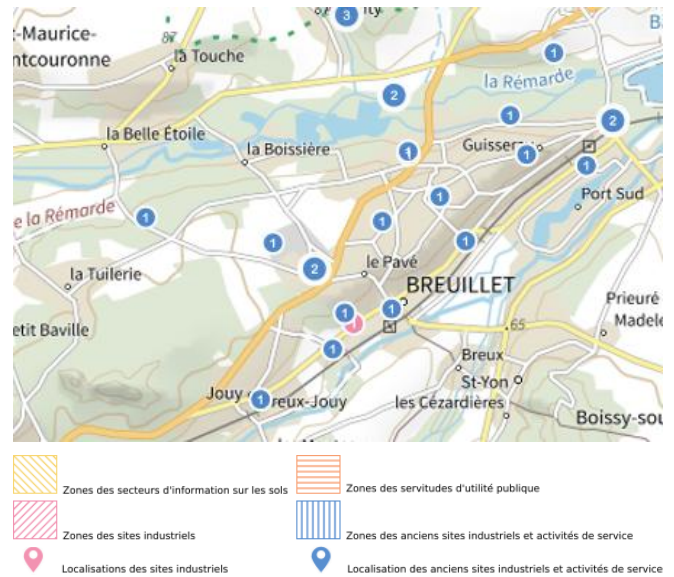 3
ity
B
t-Maurice-
ntcouronne
87
la Touche
1
la Rémarde
2
1
2
la Belle Étoile
la Boissière
1
Guisseray
1
1
1
Port Sud
e la Rémarde
1
1
1
1
le Pavé
2
la Tuilerie
BREUILLET
Prieuré
Madele
etit Baville
1
1
1
65
1
Breux
St-Yon
Jouy
1
reux-Jouy
les Cézardières
Boissy-sou
Zones des secteurs d'information sur les sols
Zones des servitudes d'utilité publique
Zones des sites industriels
Zones des anciens sites industriels et activités de service
Localisations des sites industriels
Localisation des anciens sites industriels et activités de service